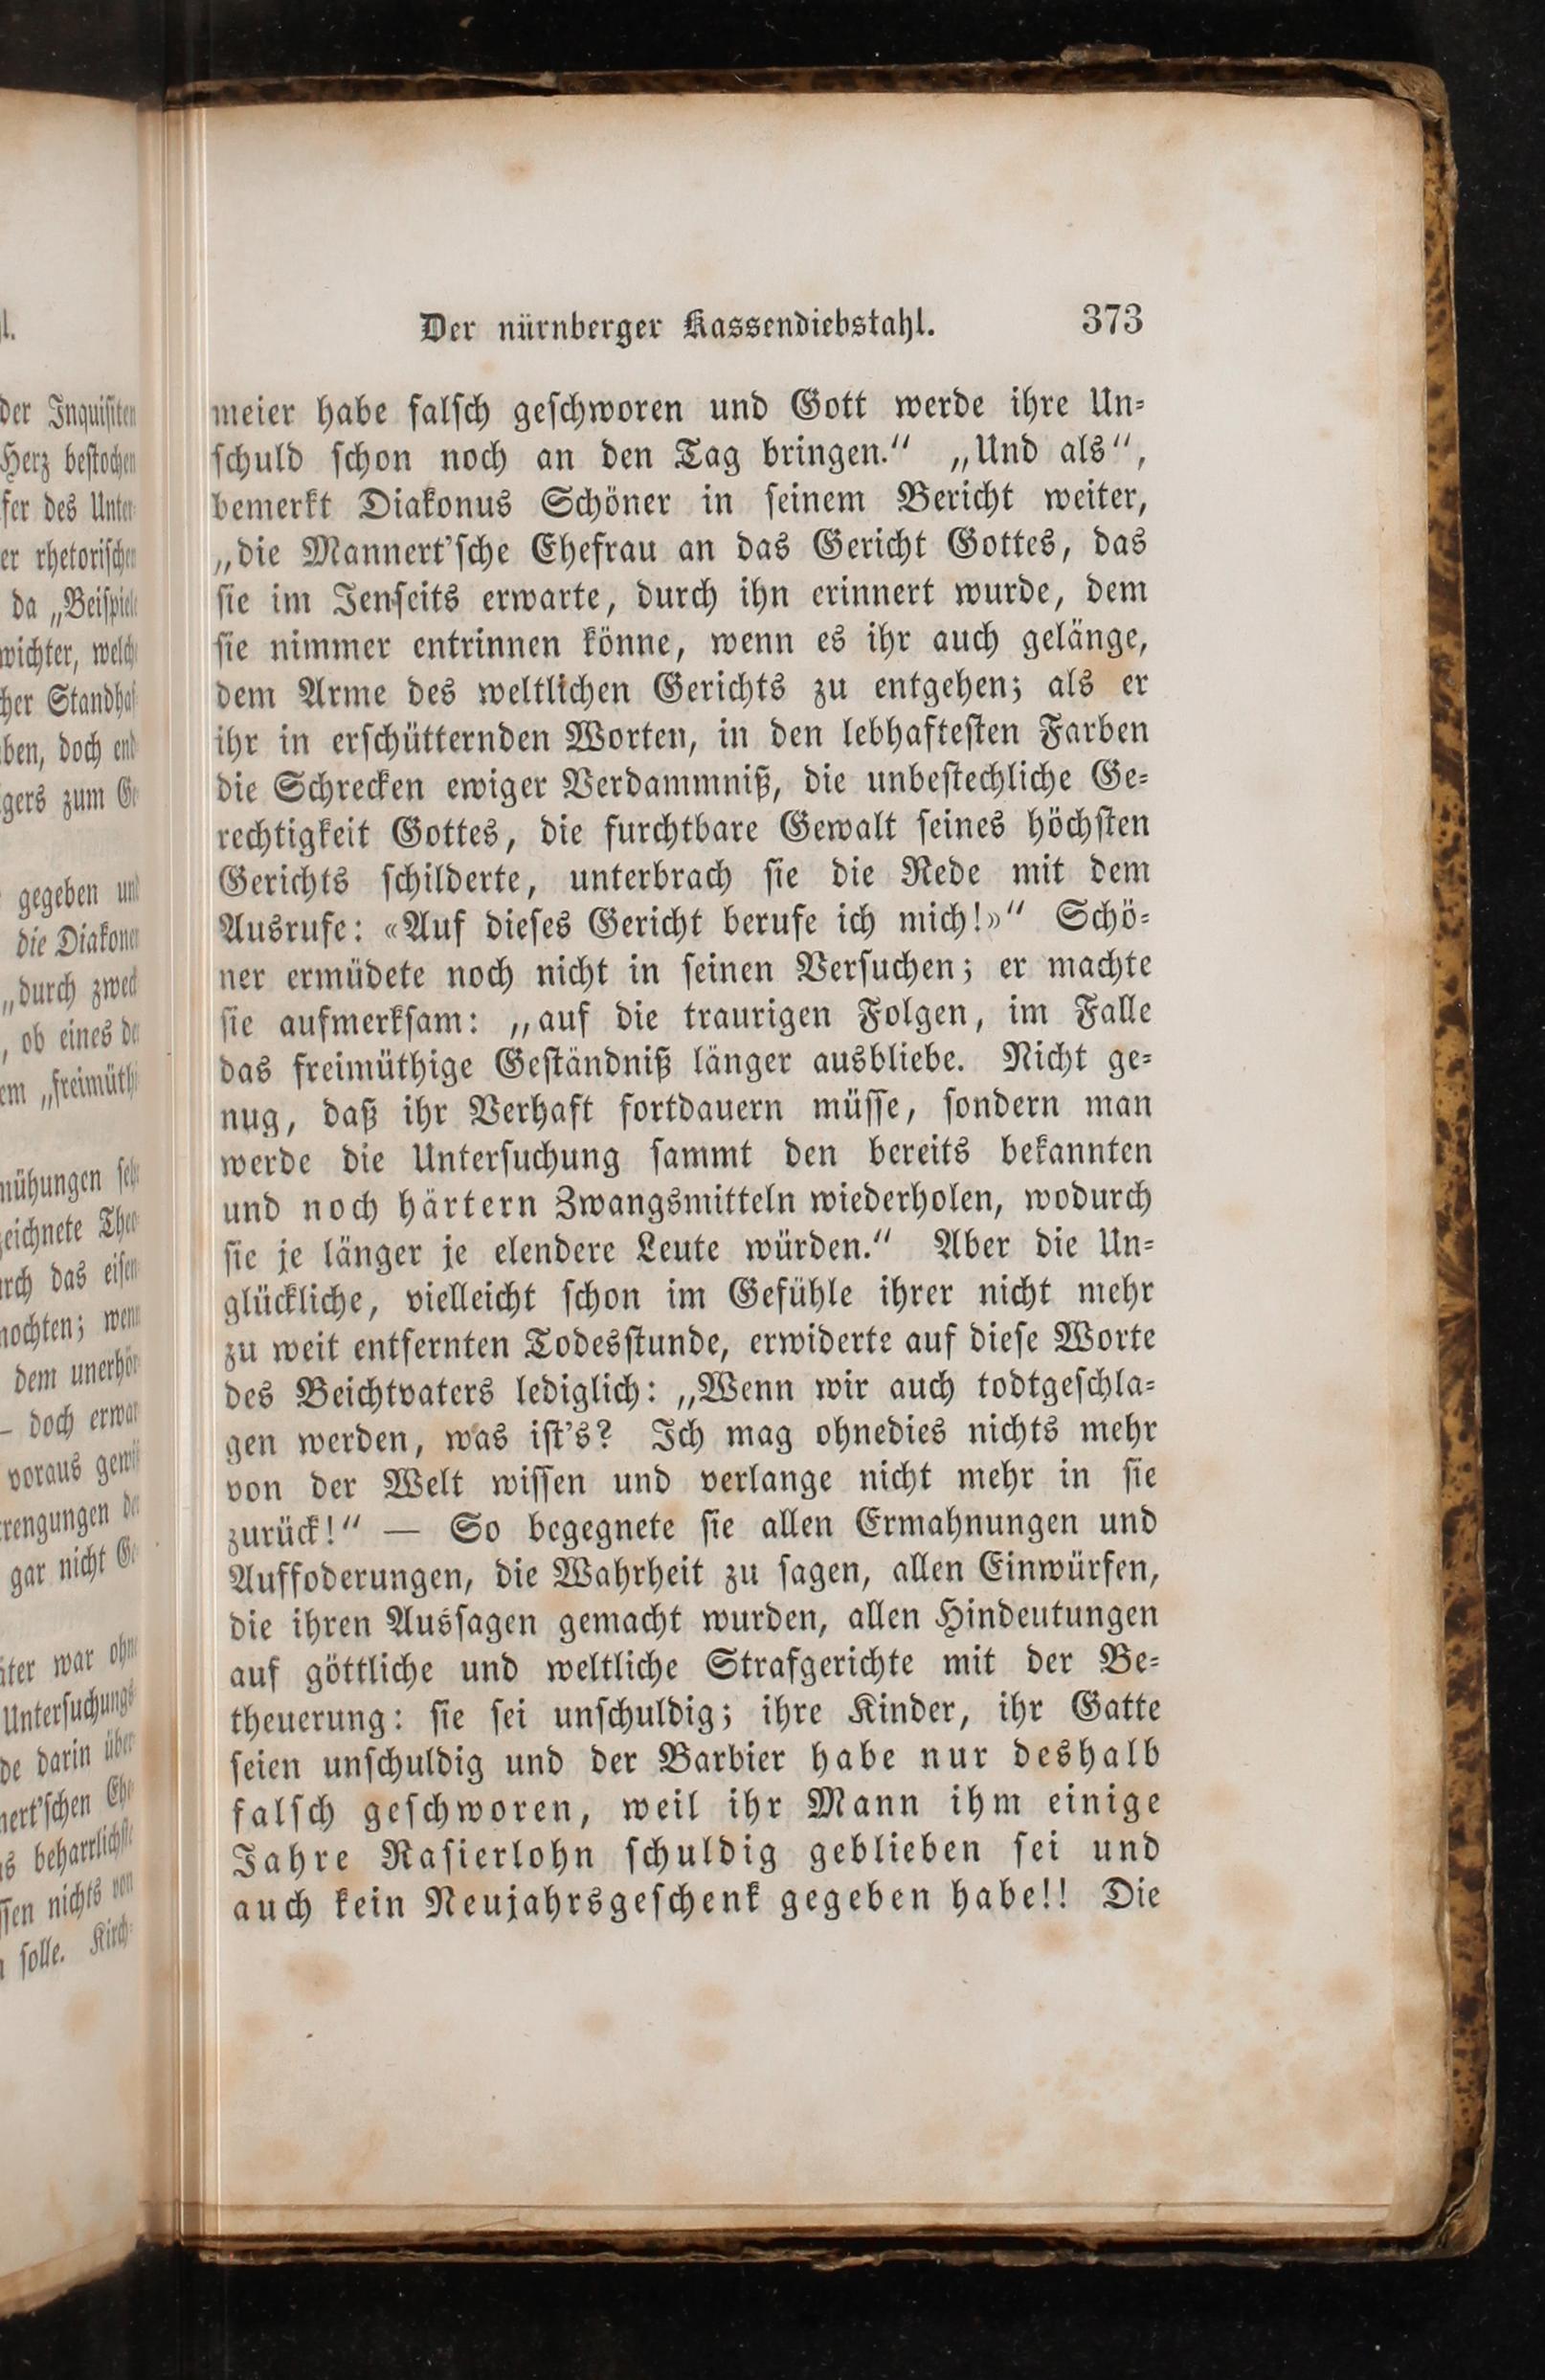 Der nürnberger Kassendiebstahl. 373
meier habe falsch geschworen und Gott werde ihre Un-
schuld schon noch an den Tag bringen.“ „Und als“,
bemerkt Diakonus Schöner in seinem Bericht weiter,
„die Mannert'sche Ehefrau an das Gericht Gottes, das
sie im Jenseits erwarte, durch ihn erinnert wurde, dem
sie nimmer entrinnen könne, wenn es ihr auch gelänge,
dem Arme des weltlichen Gerichts zu entgehen; als er
ihr in erschütternden Worten, in den lebhaftesten Farben
die Schrecken ewiger Verdammniß, die unbestechliche Ge-
rechtigkeit Gottes, die furchtbare Gewalt seines höchsten
Gerichts schilderte, unterbrach sie die Rede mit dem
Ausrufe: «Auf dieses Gericht berufe ich mich!»“ Schö-
ner ermüdete noch nicht in seinen Versuchen; er machte
sie aufmerksam: „auf die traurigen Folgen, im Falle
das freimüthige Geständniß länger ausbliebe. Nicht ge-
nug, daß ihr Verhaft fortdauern müsse, sondern man
werde die Untersuchung sammt den bereits bekannten
und noch härtern Zwangsmitteln wiederholen, wodurch
sie je länger je elendere Leute würden.“ Aber die Un-
glückliche, vielleicht schon im Gefühle ihrer nicht mehr
zu weit entfernten Todesstunde, erwiderte auf diese Worte
des Beichtvaters lediglich: „Wenn wir auch todtgeschla-
gen werden, was ist's? Ich mag ohnedies nichts mehr
von der Welt wissen und verlange nicht mehr in sie
zurück!“ — So begegnete sie allen Ermahnungen und
Auffoderungen, die Wahrheit zu sagen, allen Einwürfen,
die ihren Aussagen gemacht wurden, allen Hindeutungen
auf göttliche und weltliche Strafgerichte mit der Be-
theuerung: sie sei unschuldig; ihre Kinder, ihr Gatte
seien unschuldig und der Barbier habe nur deshalb
falsch geschworen, weil ihr Mann ihm einige
Jahre Rasierlohn schuldig geblieben sei und
auch kein Neujahrsgeschenk gegeben habe!! Die